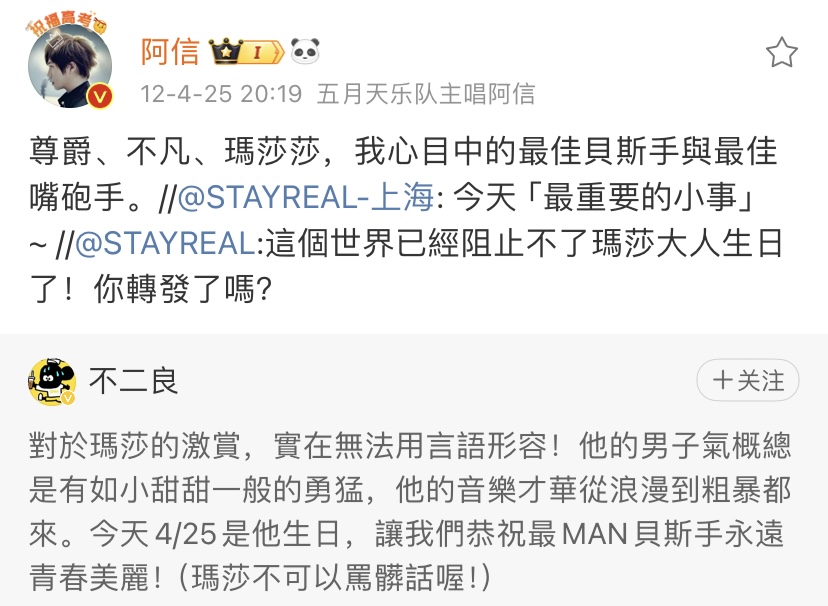 祝福高考
阿信 I
12-4-25 20:19 五月天乐队主唱阿信
尊爵、不凡、瑪莎莎，我心目中的最佳貝斯手與最佳
嘴砲手。//@STAYREAL-上海: 今天「最重要的小事」
~ //@STAYREAL:這個世界已經阻止不了瑪莎大人生日
了！你轉發了嗎?
不二良
＋关注
對於瑪莎的激賞，實在無法用言語形容！他的男子氣概總
是有如小甜甜一般的勇猛，他的音樂才華從浪漫到粗暴都
來。今天4/25是他生日，讓我們恭祝最MAN貝斯手永遠
青春美麗！(瑪莎不可以罵髒話喔！)